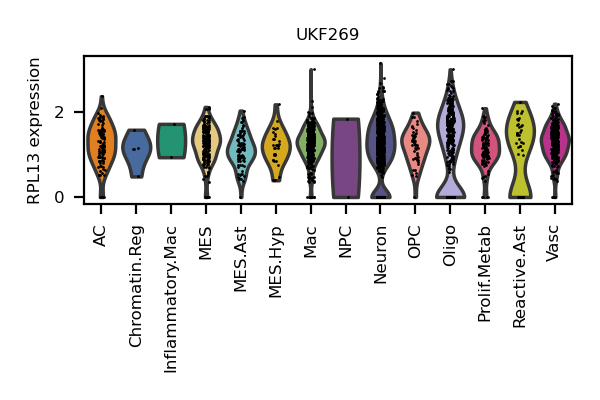 UKF269
RPL13 expression
2
0
AC
Chromatin.Reg
Inflammatory.Mac
MES
MES.Ast
MES.Hyp
Mac
NPC
Neuron
OPC
Oligo
Prolif.Metab
Reactive.Ast
Vasc